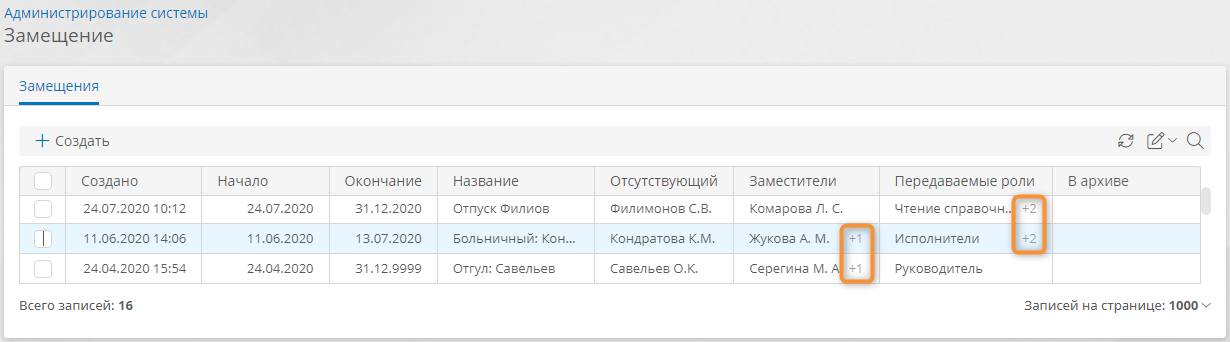 Администрирование системы
Замещение
Замещения
Создать
Создано Начало Окончание Название Отсутствующий Заместители Передаваемые роли В архиве
24.07.2020 10:12 24.07.2020 31.12.2020 Отпуск Филиов Филимонов С.В. Комарова Л. С. Чтение справочн... +2
11.06.2020 14:06 11.06.2020 13.07.2020 Больничный: Кон... Кондратова К.М. Жукова А. М. +1 Исполнители +2
24.04.2020 15:54 24.04.2020 31.12.9999 Отгул: Савельев Савельев О.К. Серегина М. А +1 Руководитель
Всего записей: 16 Записей на странице: 1000